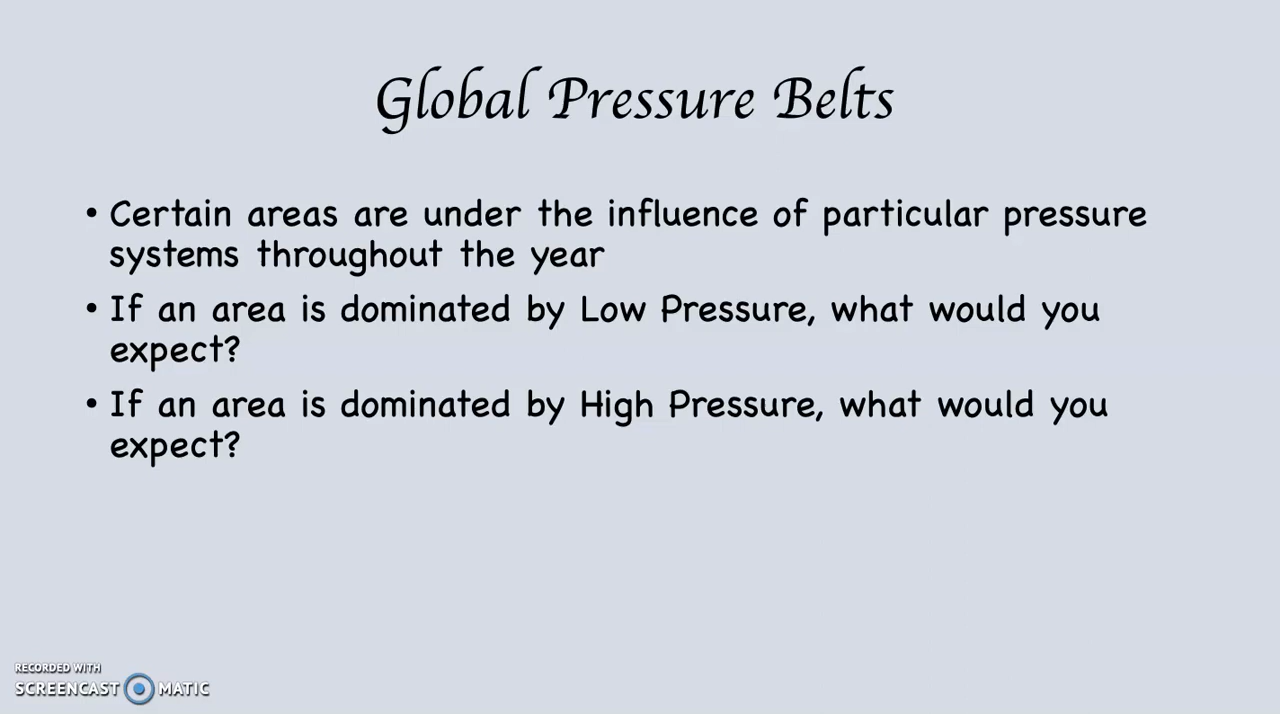 Global Pressure Belts
• Certain areas are under the influence of particular pressure
systems throughout the year
• If an area is dominated by Low Pressure, what would you
expect?
• If an area is dominated by High Pressure, what would you
expect?
RECORDED WITH
SCREENCAST MATIC